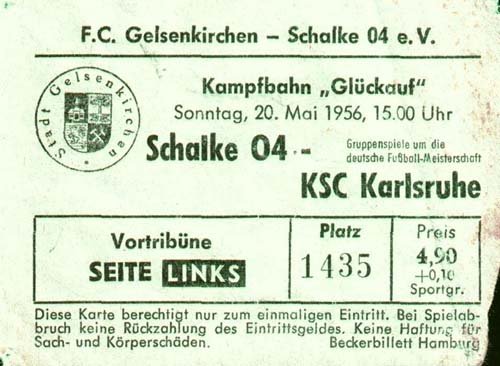 F.C. Gelsenkirchen – Schalke 04 e.V.
Stadt Gelsenkirchen
Kampfbahn „Glückauf“
Sonntag, 20. Mai 1956, 15.00 Uhr
Schalke 04 -
Gruppenspiele um die
deutsche Fußball-Meisterschaft
KSC Karlsruhe
Vortribüne
SEITE LINKS
Platz
1435
Preis
4,90
+0,10
Sportgr.
Diese Karte berechtigt nur zum einmaligen Eintritt. Bei Spielab-
bruch keine Rückzahlung des Eintrittsgeldes. Keine Haftung für
Sach- und Körperschäden. Beckerbillett Hamburg